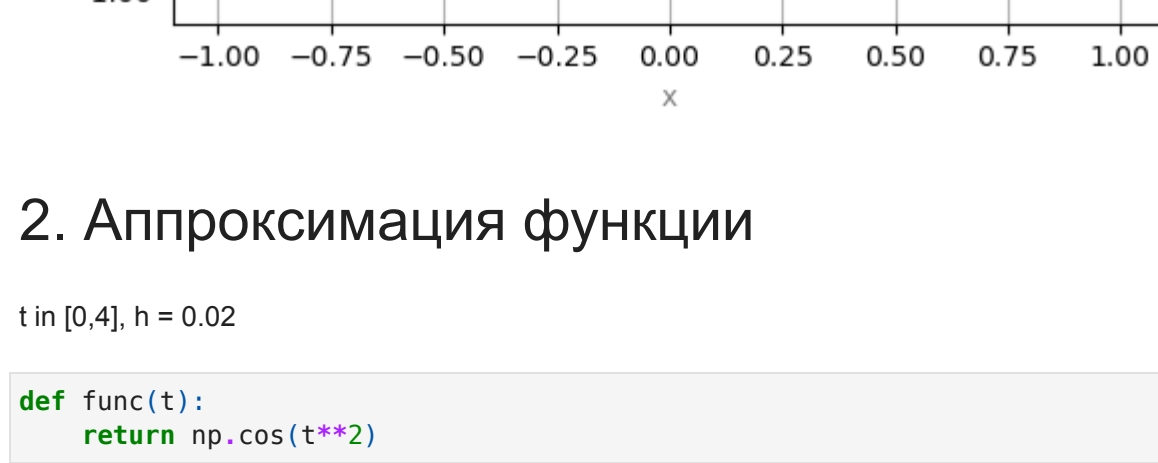 −1.00 −0.75 −0.50 −0.25 0.00 0.25 0.50 0.75 1.00
x
2. Аппроксимация функции
t in [0,4], h = 0.02
def func(t):
    return np.cos(t**2)